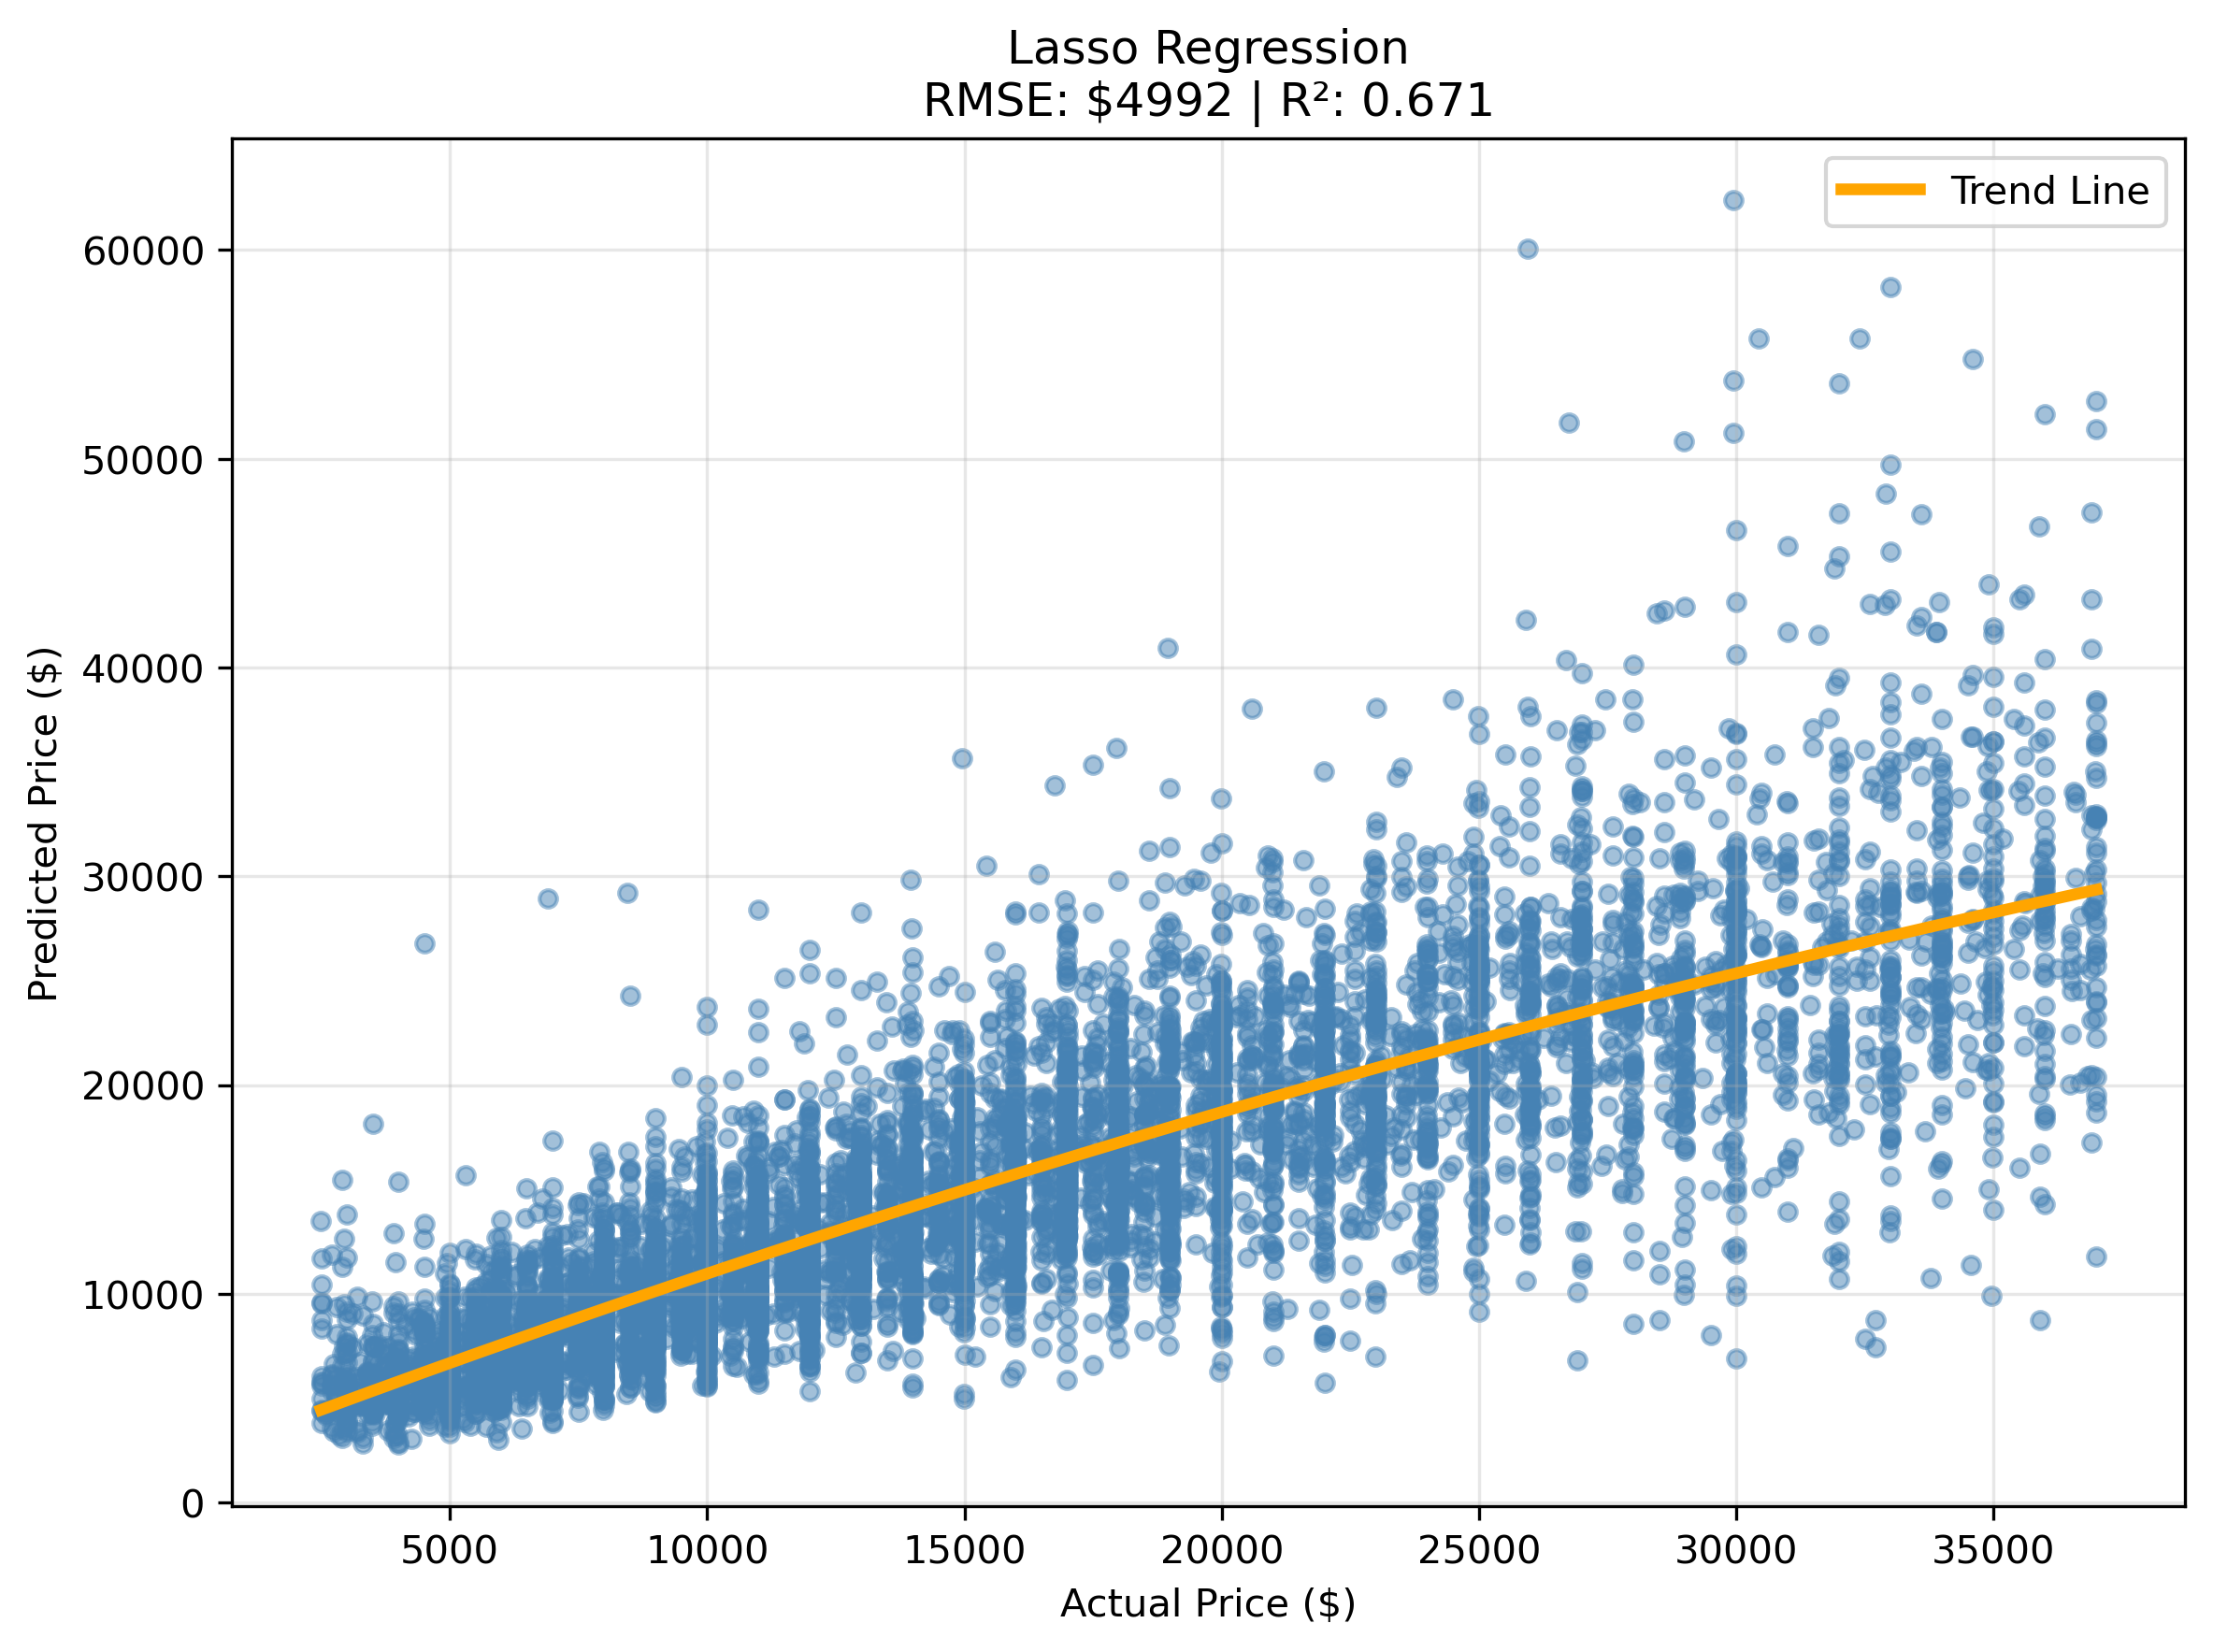 Lasso Regression
RMSE: $4992 | R²: 0.671
Trend Line
Predicted Price ($)
60000
50000
40000
30000
20000
10000
0
5000
10000
15000
20000
25000
30000
35000
Actual Price ($)